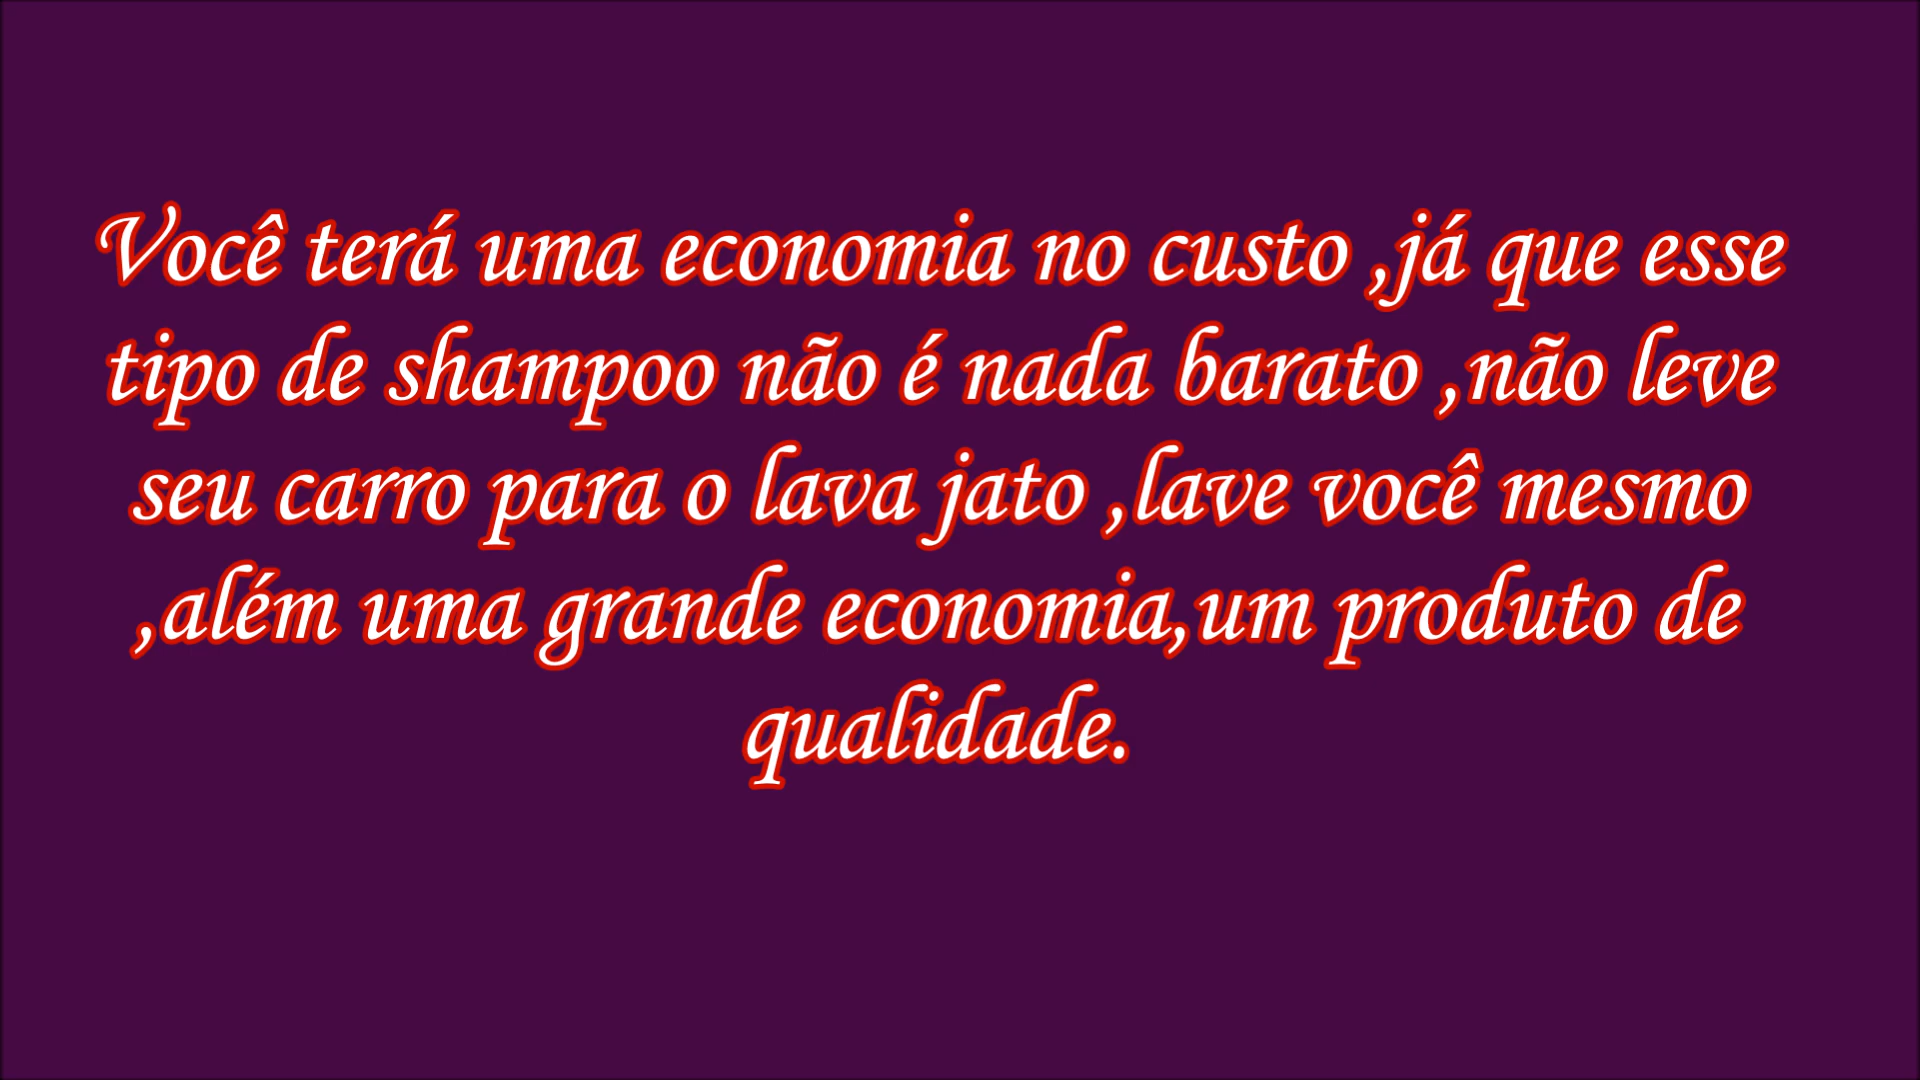 Você terá uma economia no custo ,já que esse
tipo de shampoo não é nada barato ,não leve
seu carro para o lava jato ,lave você mesmo
,além uma grande economia,um produto de
qualidade.